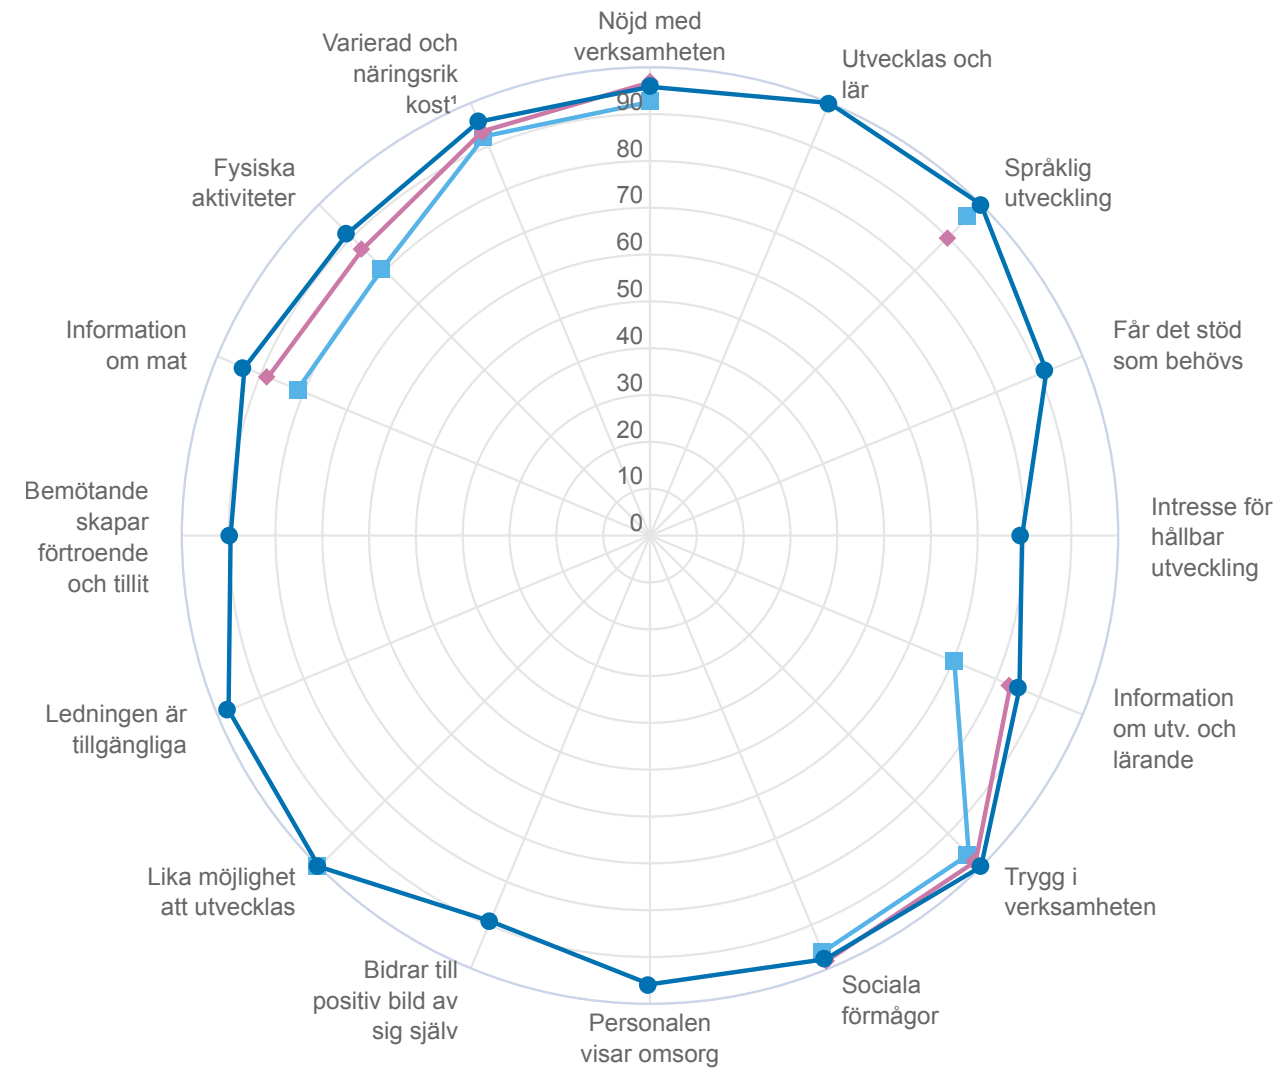 Nöjd med
verksamheten
Utvecklas och
lär
Språklig
utveckling
Får det stöd
som behövs
Intresse för
hållbar
utveckling
Information
om utv. och
lärande
Trygg i
verksamheten
Sociala
förmågor
Personalen
visar omsorg
Bidrar till
positiv bild av
sig själv
Lika möjlighet
att utvecklas
Ledningen är
tillgängliga
Bemötande
skapar
förtroende
och tillit
Information
om mat
Fysiska
aktiviteter
Varierad och
näringsrik
kost¹
90
80
70
60
50
40
30
20
10
0